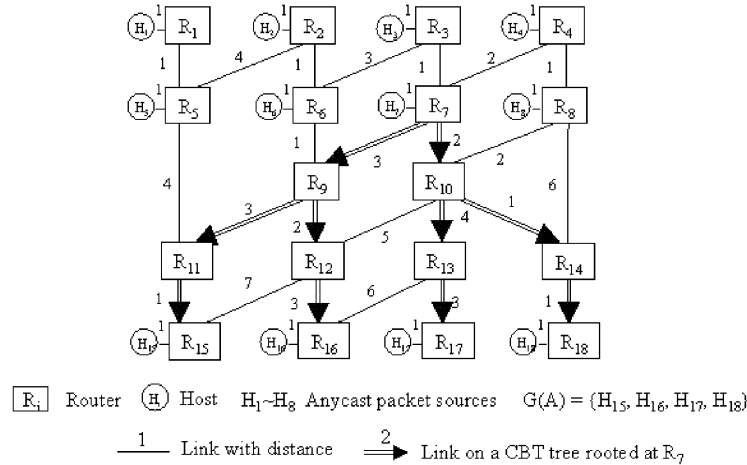 1 1 1 1
H1 R1 H2 R2 H3 R3 H4 R4
1 4 1 3 1 2 1
1 1 1 1
H5 R5 H6 R6 H7 R7 H8 R8
1 3 2 2
4 R9 R10 6
3 2 5 4 1
R11 R12 R13 R14
1 7 3 6 3 1
1 1 1 1
H15 R15 H16 R16 H17 R17 H18 R18
Ri Router Hi Host H1~H8 Anycast packet sources G(A) = {H15, H16, H17, H18}
1 Link with distance 2 Link on a CBT tree rooted at R7